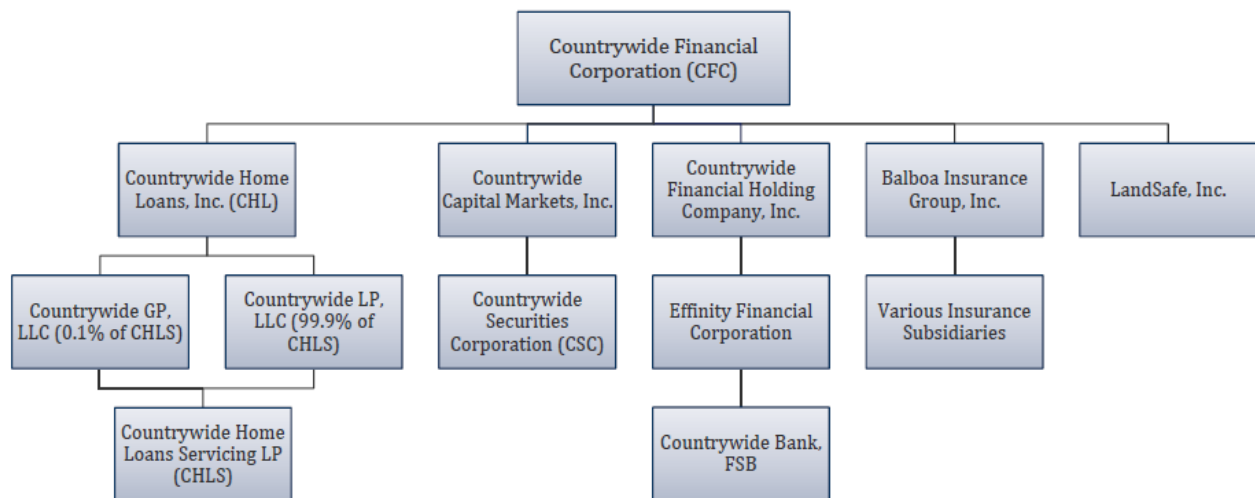 Countrywide Financial
Corporation (CFC)
Countrywide Home
Loans, Inc. (CHL)
Countrywide
Capital Markets, Inc.
Countrywide
Financial Holding
Company, Inc.
Balboa Insurance
Group, Inc.
LandSafe, Inc.
Countrywide GP,
LLC (0.1% of CHLS)
Countrywide LP,
LLC (99.9% of
CHLS)
Countrywide
Securities
Corporation (CSC)
Effinity Financial
Corporation
Various Insurance
Subsidiaries
Countrywide Home
Loans Servicing LP
(CHLS)
Countrywide Bank,
FSB